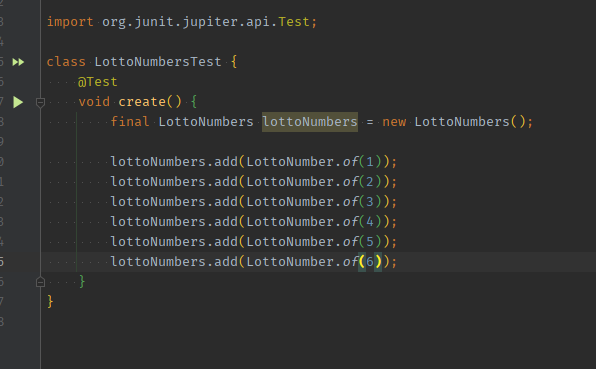 import org.junit.jupiter.api.Test;
class LottoNumbersTest {
@Test
void create() {
final LottoNumbers lottoNumbers = new LottoNumbers();
lottoNumbers.add(LottoNumber.of(1));
lottoNumbers.add(LottoNumber.of(2));
lottoNumbers.add(LottoNumber.of(3));
lottoNumbers.add(LottoNumber.of(4));
lottoNumbers.add(LottoNumber.of(5));
lottoNumbers.add(LottoNumber.of(6));
}
}